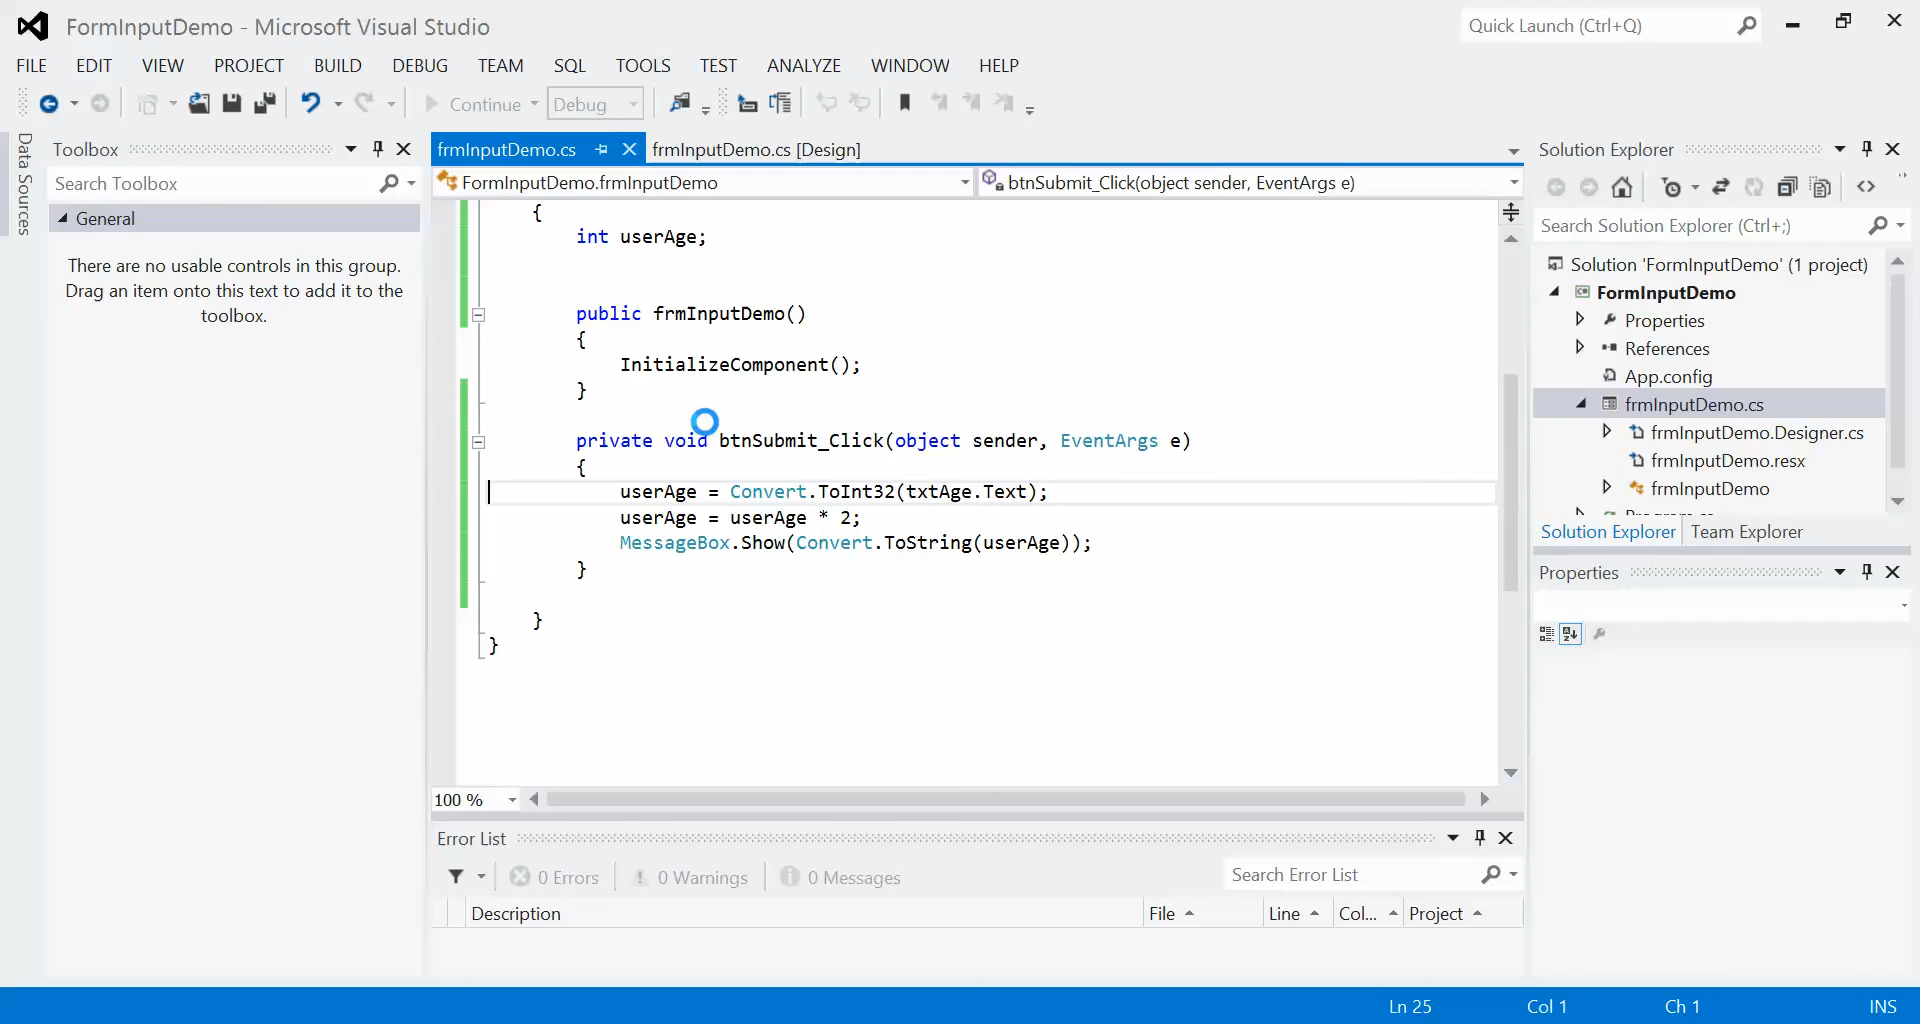 FormInputDemo - Microsoft Visual Studio
Quick Launch (Ctrl+Q)
FILE EDIT VIEW PROJECT BUILD DEBUG TEAM SQL TOOLS TEST ANALYZE WINDOW HELP
Continue Debug
Data Sources
Toolbox
Search Toolbox
General
There are no usable controls in this group.
Drag an item onto this text to add it to the
toolbox.
frmInputDemo.cs frmInputDemo.cs [Design]
FormInputDemo.frmInputDemo btnSubmit_Click(object sender, EventArgs e)
{
int userAge;
public frmInputDemo()
{
InitializeComponent();
}
private void btnSubmit_Click(object sender, EventArgs e)
{
userAge = Convert.ToInt32(txtAge.Text);
userAge = userAge * 2;
MessageBox.Show(Convert.ToString(userAge));
}
}
}
100 %
Error List
0 Errors 0 Warnings 0 Messages
Search Error List
Description File Line Col... Project
Solution Explorer
Search Solution Explorer (Ctrl+;)
Solution 'FormInputDemo' (1 project)
FormInputDemo
Properties
References
App.config
frmInputDemo.cs
frmInputDemo.Designer.cs
frmInputDemo.resx
frmInputDemo
Solution Explorer Team Explorer
Properties
Ln 25 Col 1 Ch 1 INS